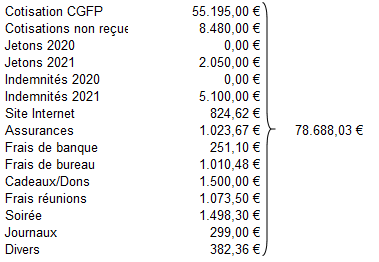 Cotisation CGFP 55.195,00 €
Cotisations non reçue 8.480,00 €
Jetons 2020 0,00 €
Jetons 2021 2.050,00 €
Indemnités 2020 0,00 €
Indemnités 2021 5.100,00 €
Site Internet 824,62 €
Assurances 1.023,67 € 78.688,03 €
Frais de banque 251,10 €
Frais de bureau 1.010,48 €
Cadeaux/Dons 1.500,00 €
Frais réunions 1.073,50 €
Soirée 1.498,30 €
Journaux 299,00 €
Divers 382,36 €